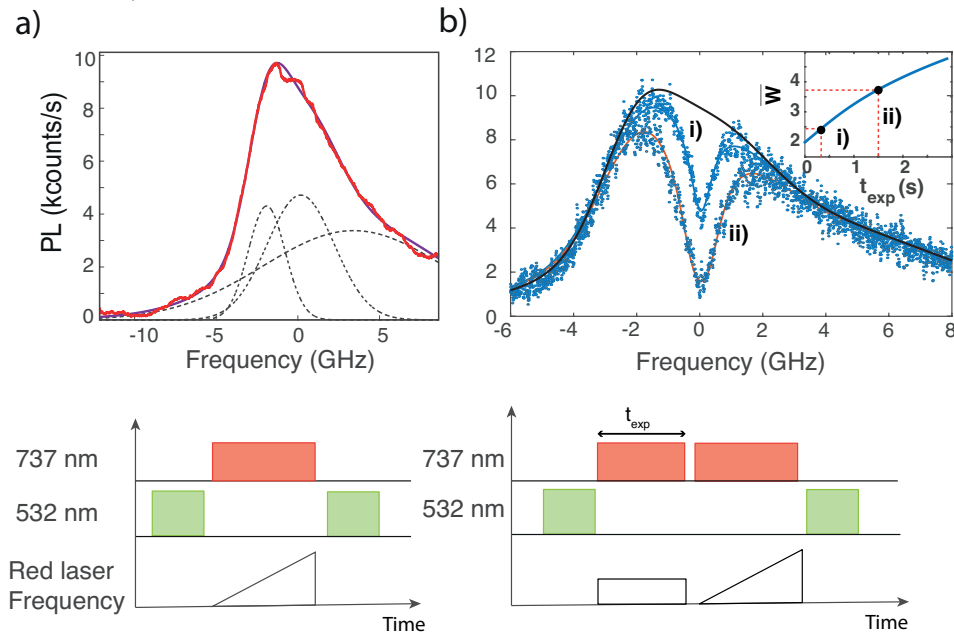 a)
PL (kcounts/s)
10
8
6
4
2
0
-10
-5
0
5
Frequency (GHz)
b)
12
10
8
6
4
2
0
-6
-4
-2
0
2
4
6
8
Frequency (GHz)
i)
ii)
W
4
3
2
0
1
2
i)
ii)
t_exp (s)
737 nm
532 nm
Red laser
Frequency
Time
t_exp
737 nm
532 nm
Time